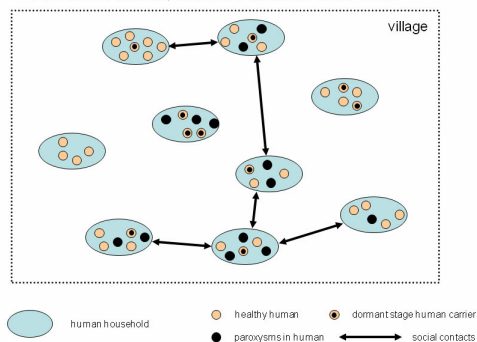 village
human household
healthy human
dormant stage human carrier
paroxysms in human
social contacts